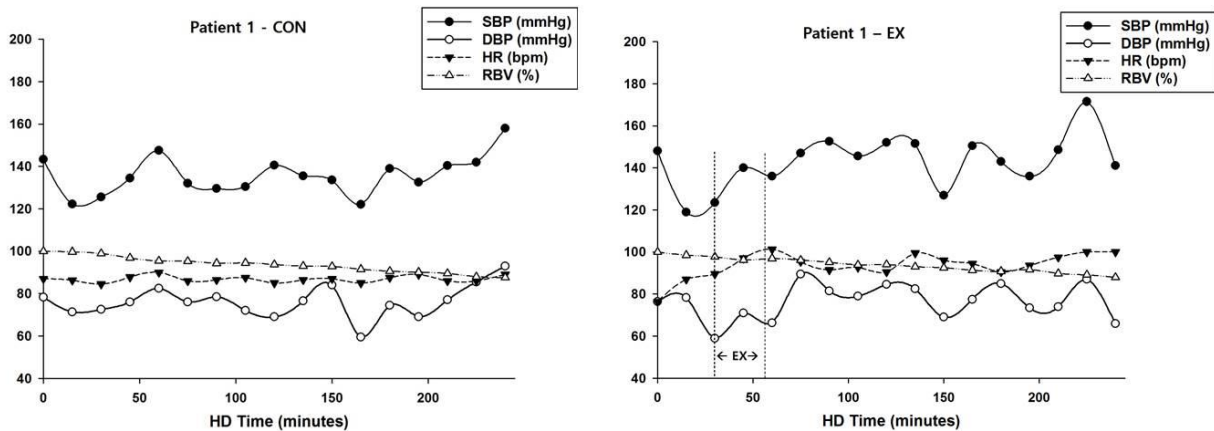 Patient 1 - CON
SBP (mmHg)
DBP (mmHg)
HR (bpm)
RBV (%)
200
180
160
140
120
100
80
60
40
0
50
100
150
200
HD Time (minutes)
Patient 1 – EX
SBP (mmHg)
DBP (mmHg)
HR (bpm)
RBV (%)
200
180
160
140
120
100
80
60
40
← EX →
0
50
100
150
200
HD Time (minutes)